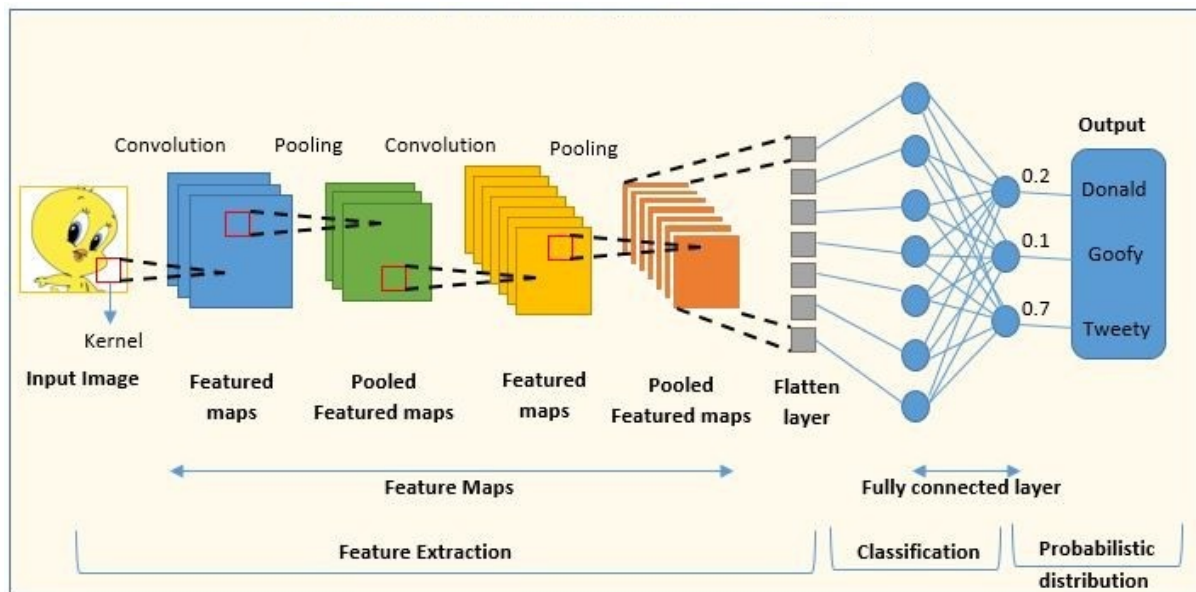 Convolution
Pooling
Convolution
Pooling
Output
0.2
Donald
0.1
Goofy
0.7
Tweety
Kernel
Input Image
Featured
maps
Pooled
Featured maps
Featured
maps
Pooled
Featured maps
Flatten
layer
Feature Maps
Fully connected layer
Feature Extraction
Classification
Probabilistic
distribution